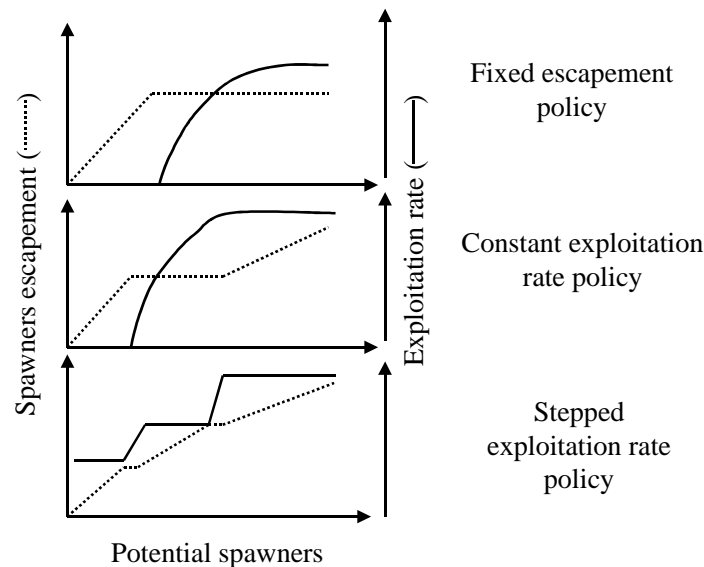 Fixed escapement
policy
Spawners escapement (......)
Exploitation rate (——)
Constant exploitation
rate policy
Stepped
exploitation rate
policy
Potential spawners